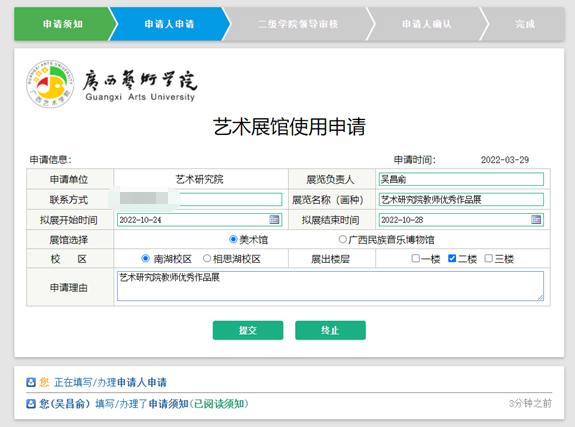 申请须知 申请人申请 二级学院领导审核 申请人确认 完成
廣西藝術學院
Guangxi Arts University
艺术展馆使用申请
申请信息： 申请时间： 2022-03-29
申请单位 艺术研究院 展览负责人 吴昌俞
联系方式 展览名称（画种） 艺术研究院教师优秀作品展
拟展开始时间 2022-10-24 拟展结束时间 2022-10-28
展馆选择 美术馆 广西民族音乐博物馆
校 区 南湖校区 相思湖校区 展出楼层 一楼 二楼 三楼
申请理由 艺术研究院教师优秀作品展
提交 终止
您 正在填写/办理申请人申请
您(吴昌俞) 填写/办理了申请须知(已阅读须知) 3分钟之前